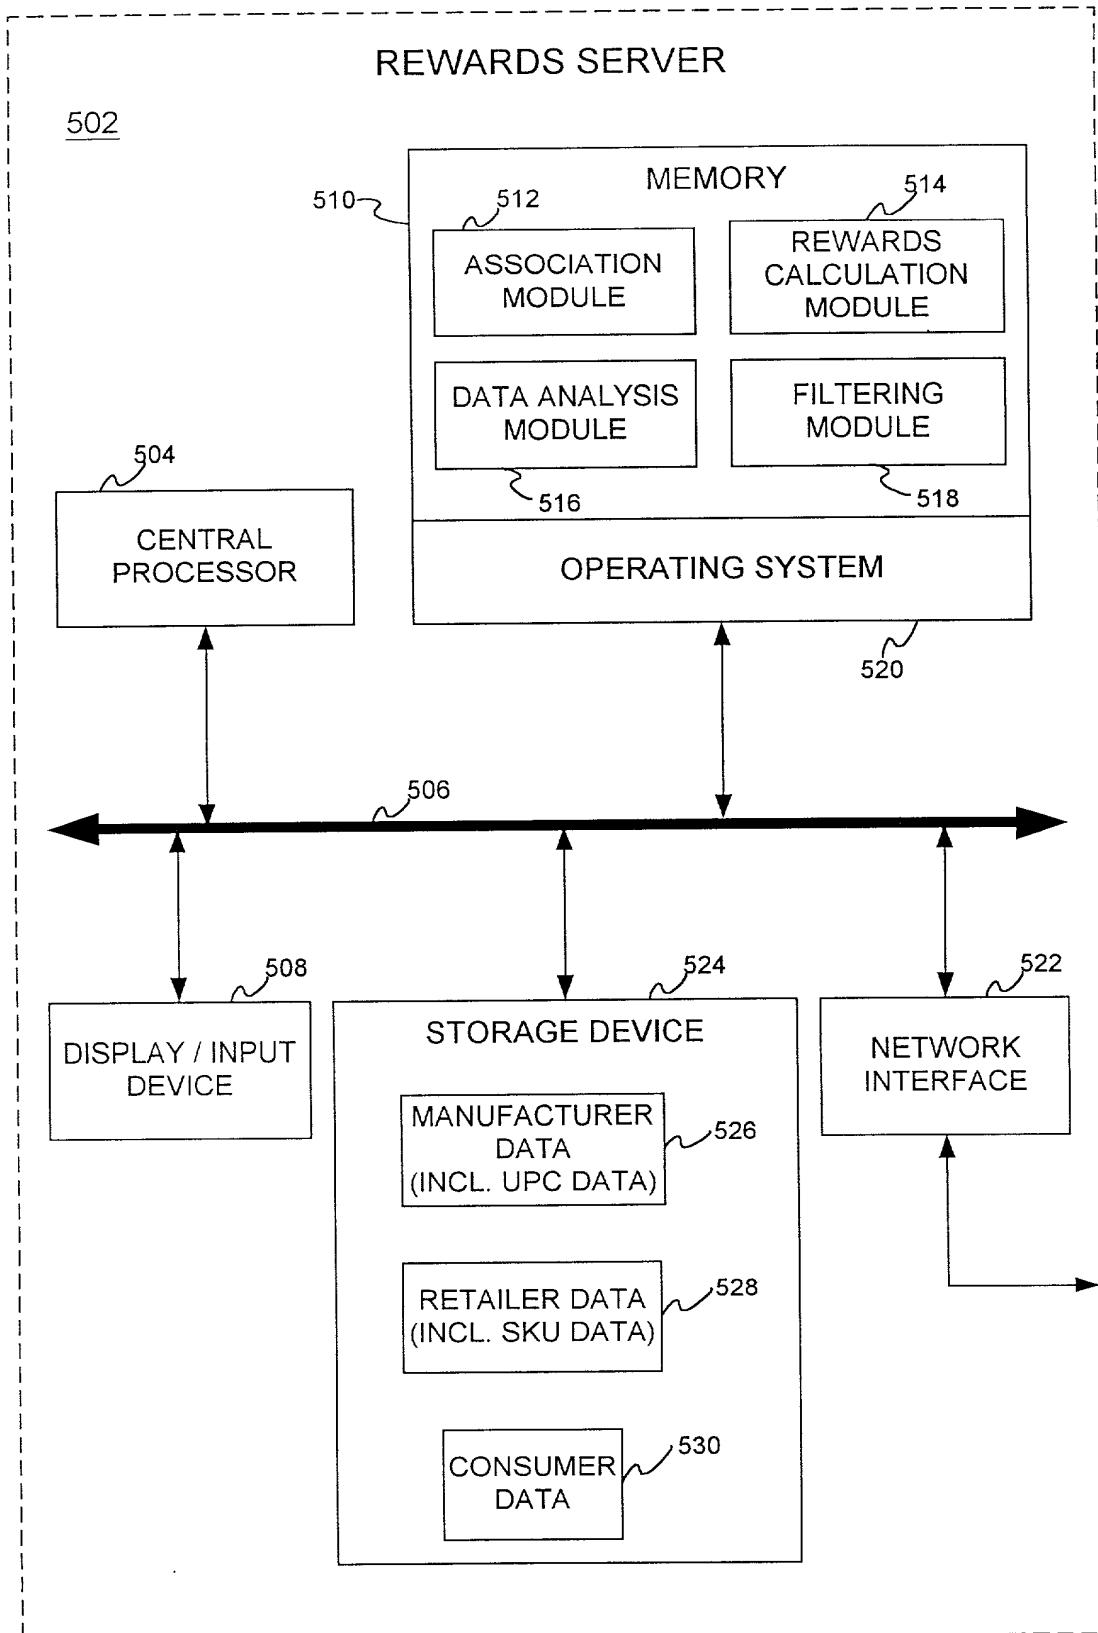 REWARDS SERVER
502
MEMORY
510
512
514
ASSOCIATION
MODULE
REWARDS
CALCULATION
MODULE
DATA ANALYSIS
MODULE
FILTERING
MODULE
516
518
504
CENTRAL
PROCESSOR
OPERATING SYSTEM
520
506
508
DISPLAY / INPUT
DEVICE
524
STORAGE DEVICE
522
NETWORK
INTERFACE
MANUFACTURER
DATA
(INCL. UPC DATA)
526
RETAILER DATA
(INCL. SKU DATA)
528
CONSUMER
DATA
530